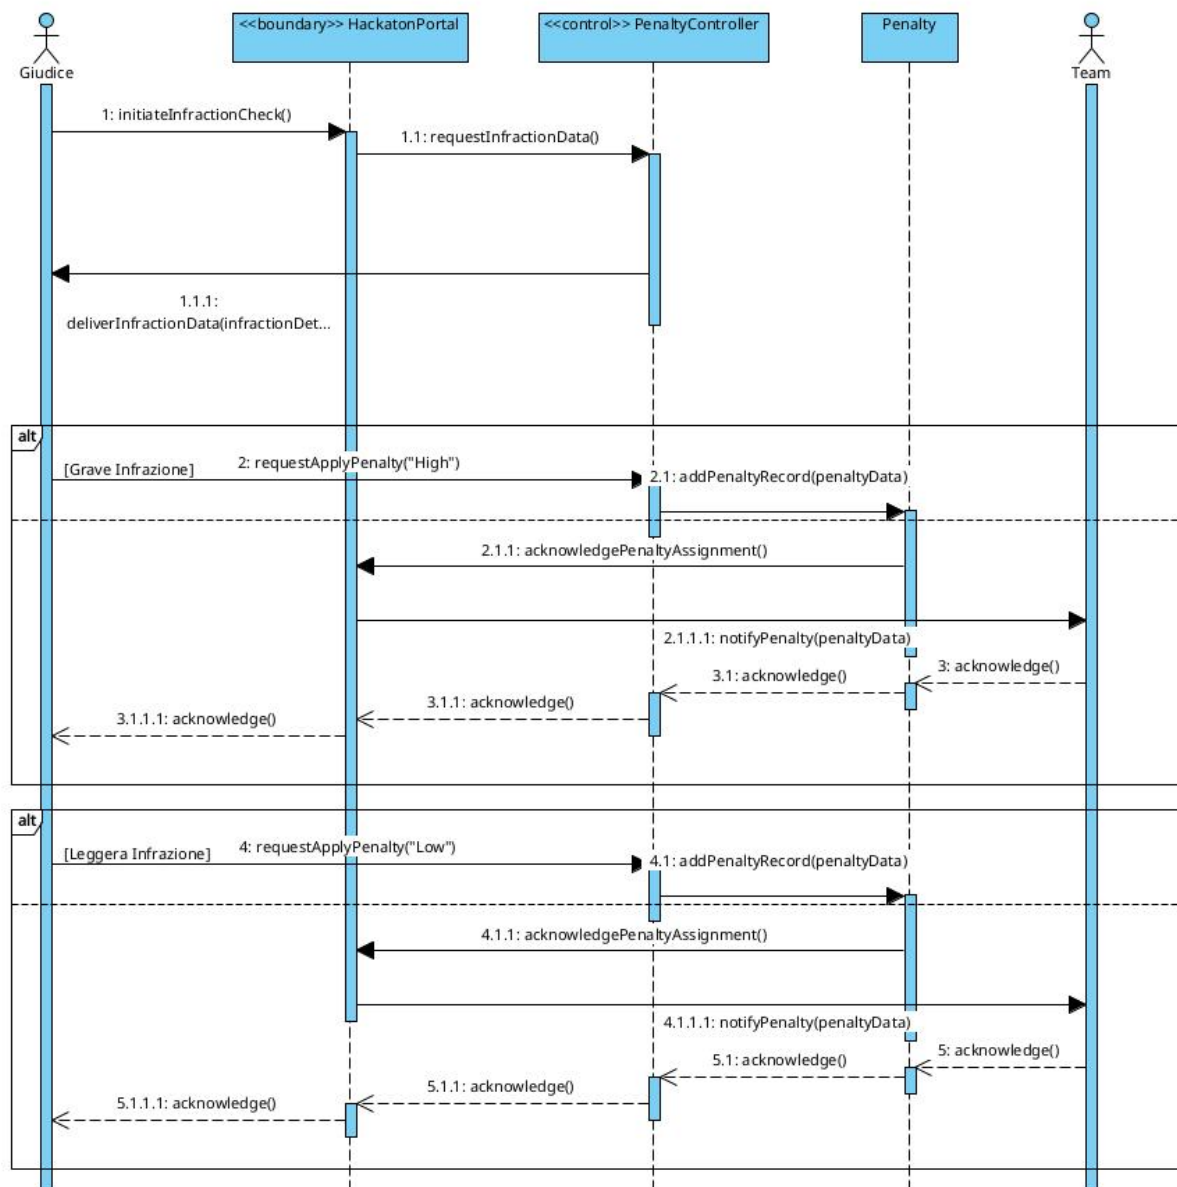 <<boundary>> HackatonPortal
<<control>> PenaltyController
Penalty
Giudice
Team
1: initiateInfractionCheck()
1.1: requestInfractionData()
1.1.1:
deliverInfractionData(infractionDet...
alt
[Grave Infrazione]
2: requestApplyPenalty("High")
2.1: addPenaltyRecord(penaltyData)
2.1.1: acknowledgePenaltyAssignment()
2.1.1.1: notifyPenalty(penaltyData)
3: acknowledge()
3.1: acknowledge()
3.1.1: acknowledge()
3.1.1.1: acknowledge()
alt
[Leggera Infrazione]
4: requestApplyPenalty("Low")
4.1: addPenaltyRecord(penaltyData)
4.1.1: acknowledgePenaltyAssignment()
4.1.1.1: notifyPenalty(penaltyData)
5: acknowledge()
5.1: acknowledge()
5.1.1: acknowledge()
5.1.1.1: acknowledge()